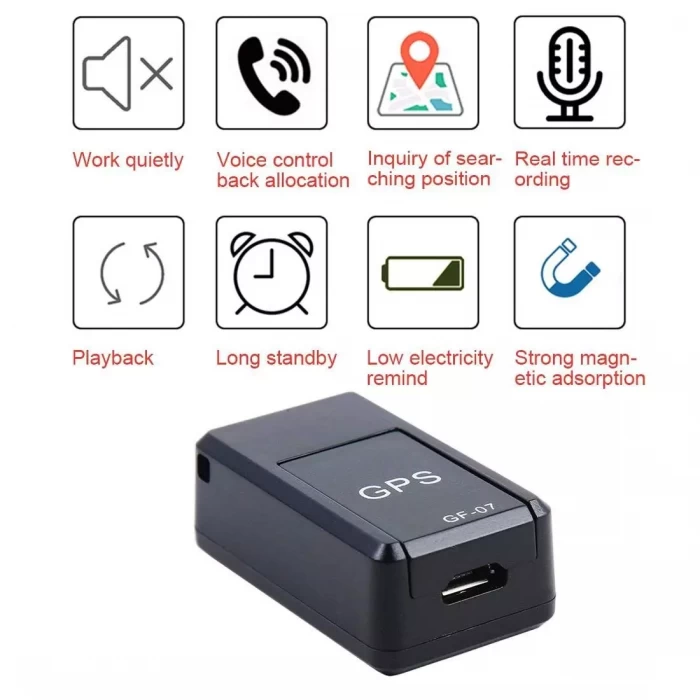 Work quietly
Voice control
back allocation
Inquiry of sear-
ching position
Real time rec-
ording
Playback
Long standby
Low electricity
remind
Strong magn-
etic adsorption
GPS
GF-07